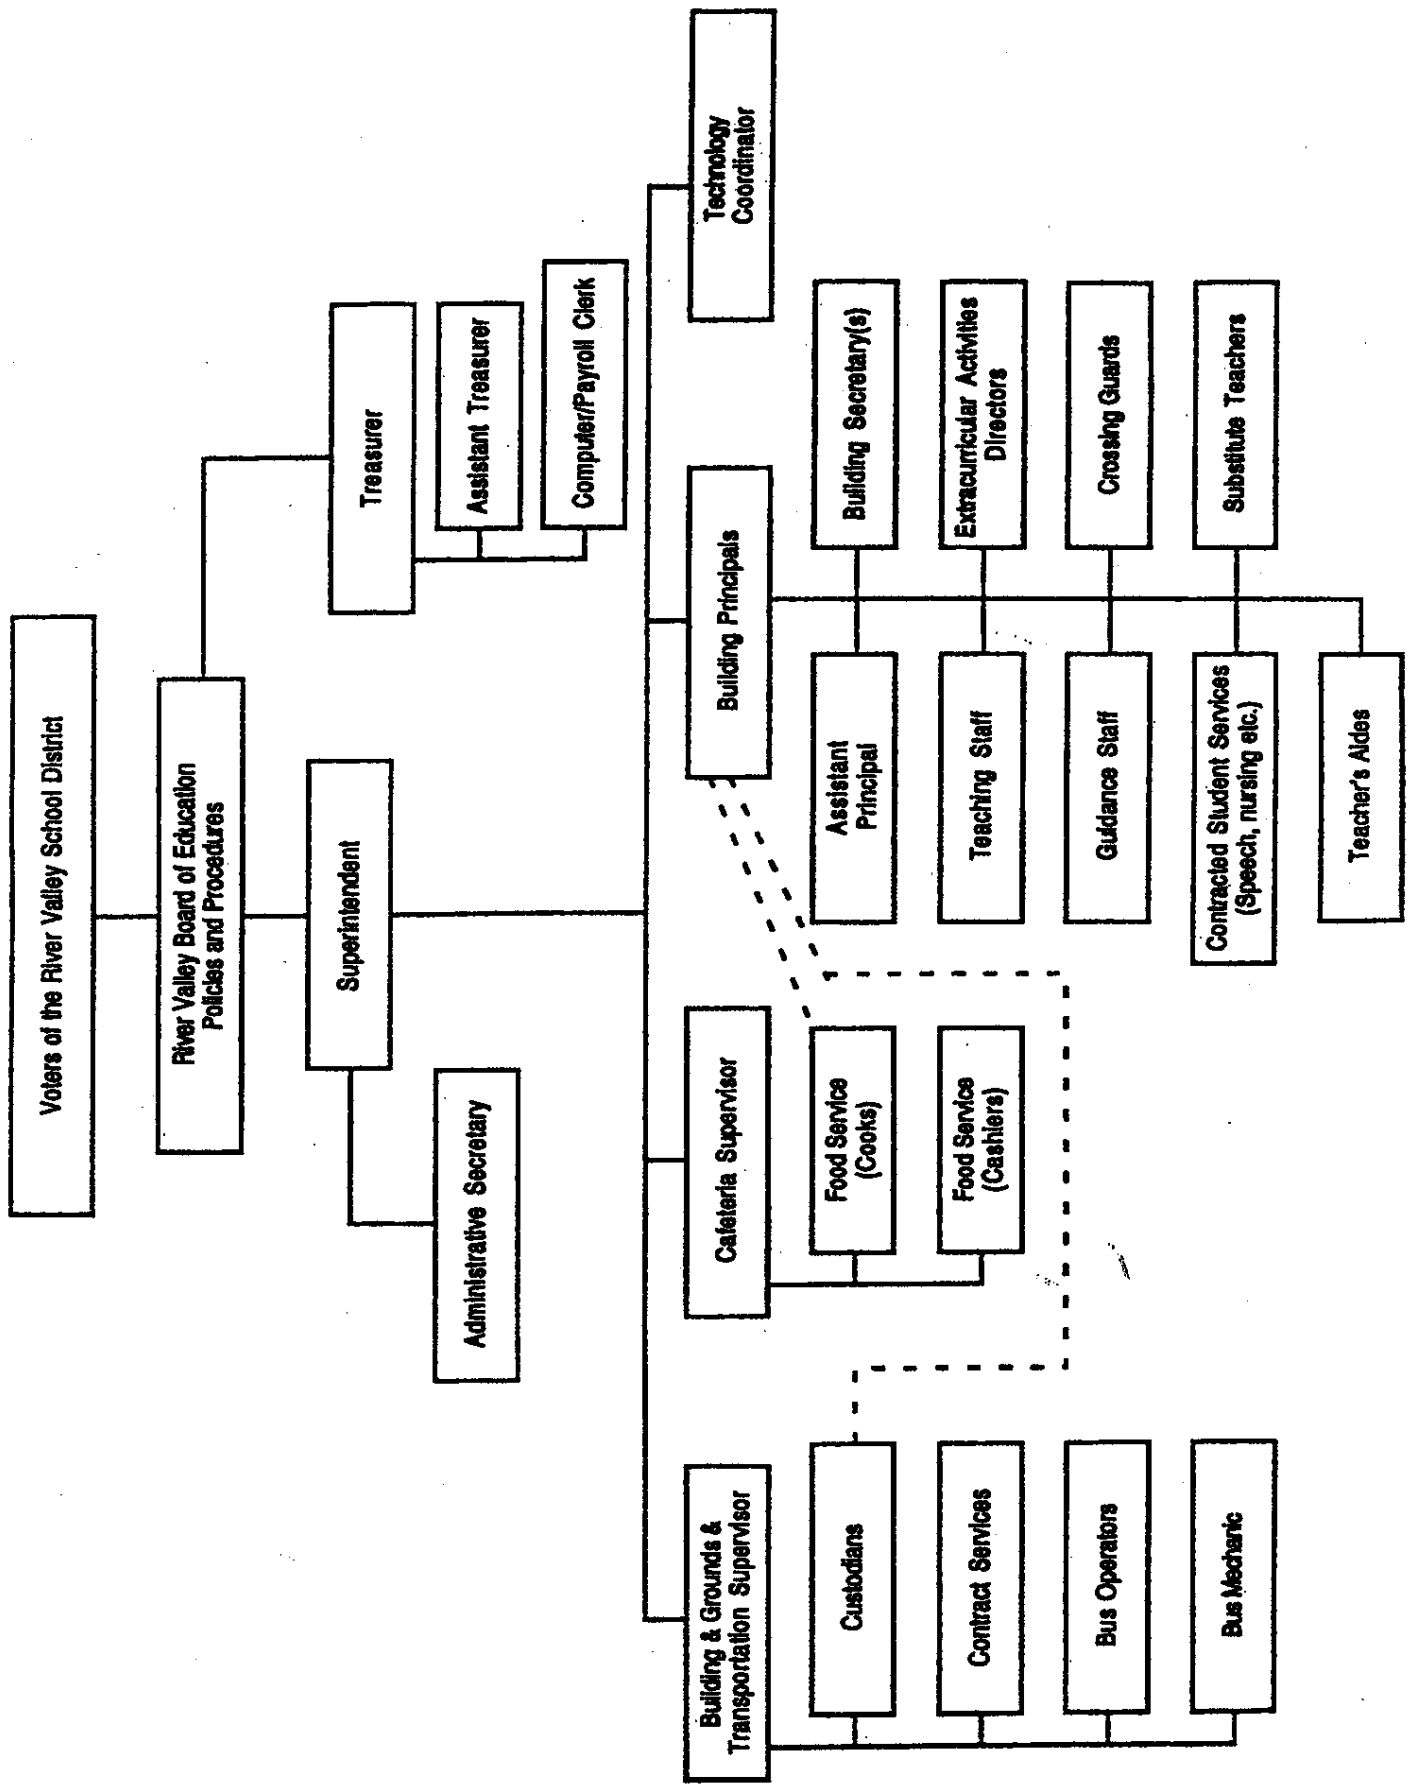 Voters of the River Valley School District
River Valley Board of Education
Policies and Procedures
Superintendent
Treasurer
Administrative Secretary
Assistant Treasurer
Computer/Payroll Clerk
Building & Grounds &
Transportation Supervisor
Cafeteria Supervisor
Building Principals
Technology
Coordinator
Custodians
Contract Services
Bus Operators
Bus Mechanic
Food Service
(Cooks)
Food Service
(Cashiers)
Assistant
Principal
Building Secretary(s)
Teaching Staff
Extracurricular Activities
Directors
Guidance Staff
Crossing Guards
Contracted Student Services
(Speech, nursing etc.)
Substitute Teachers
Teacher's Aides